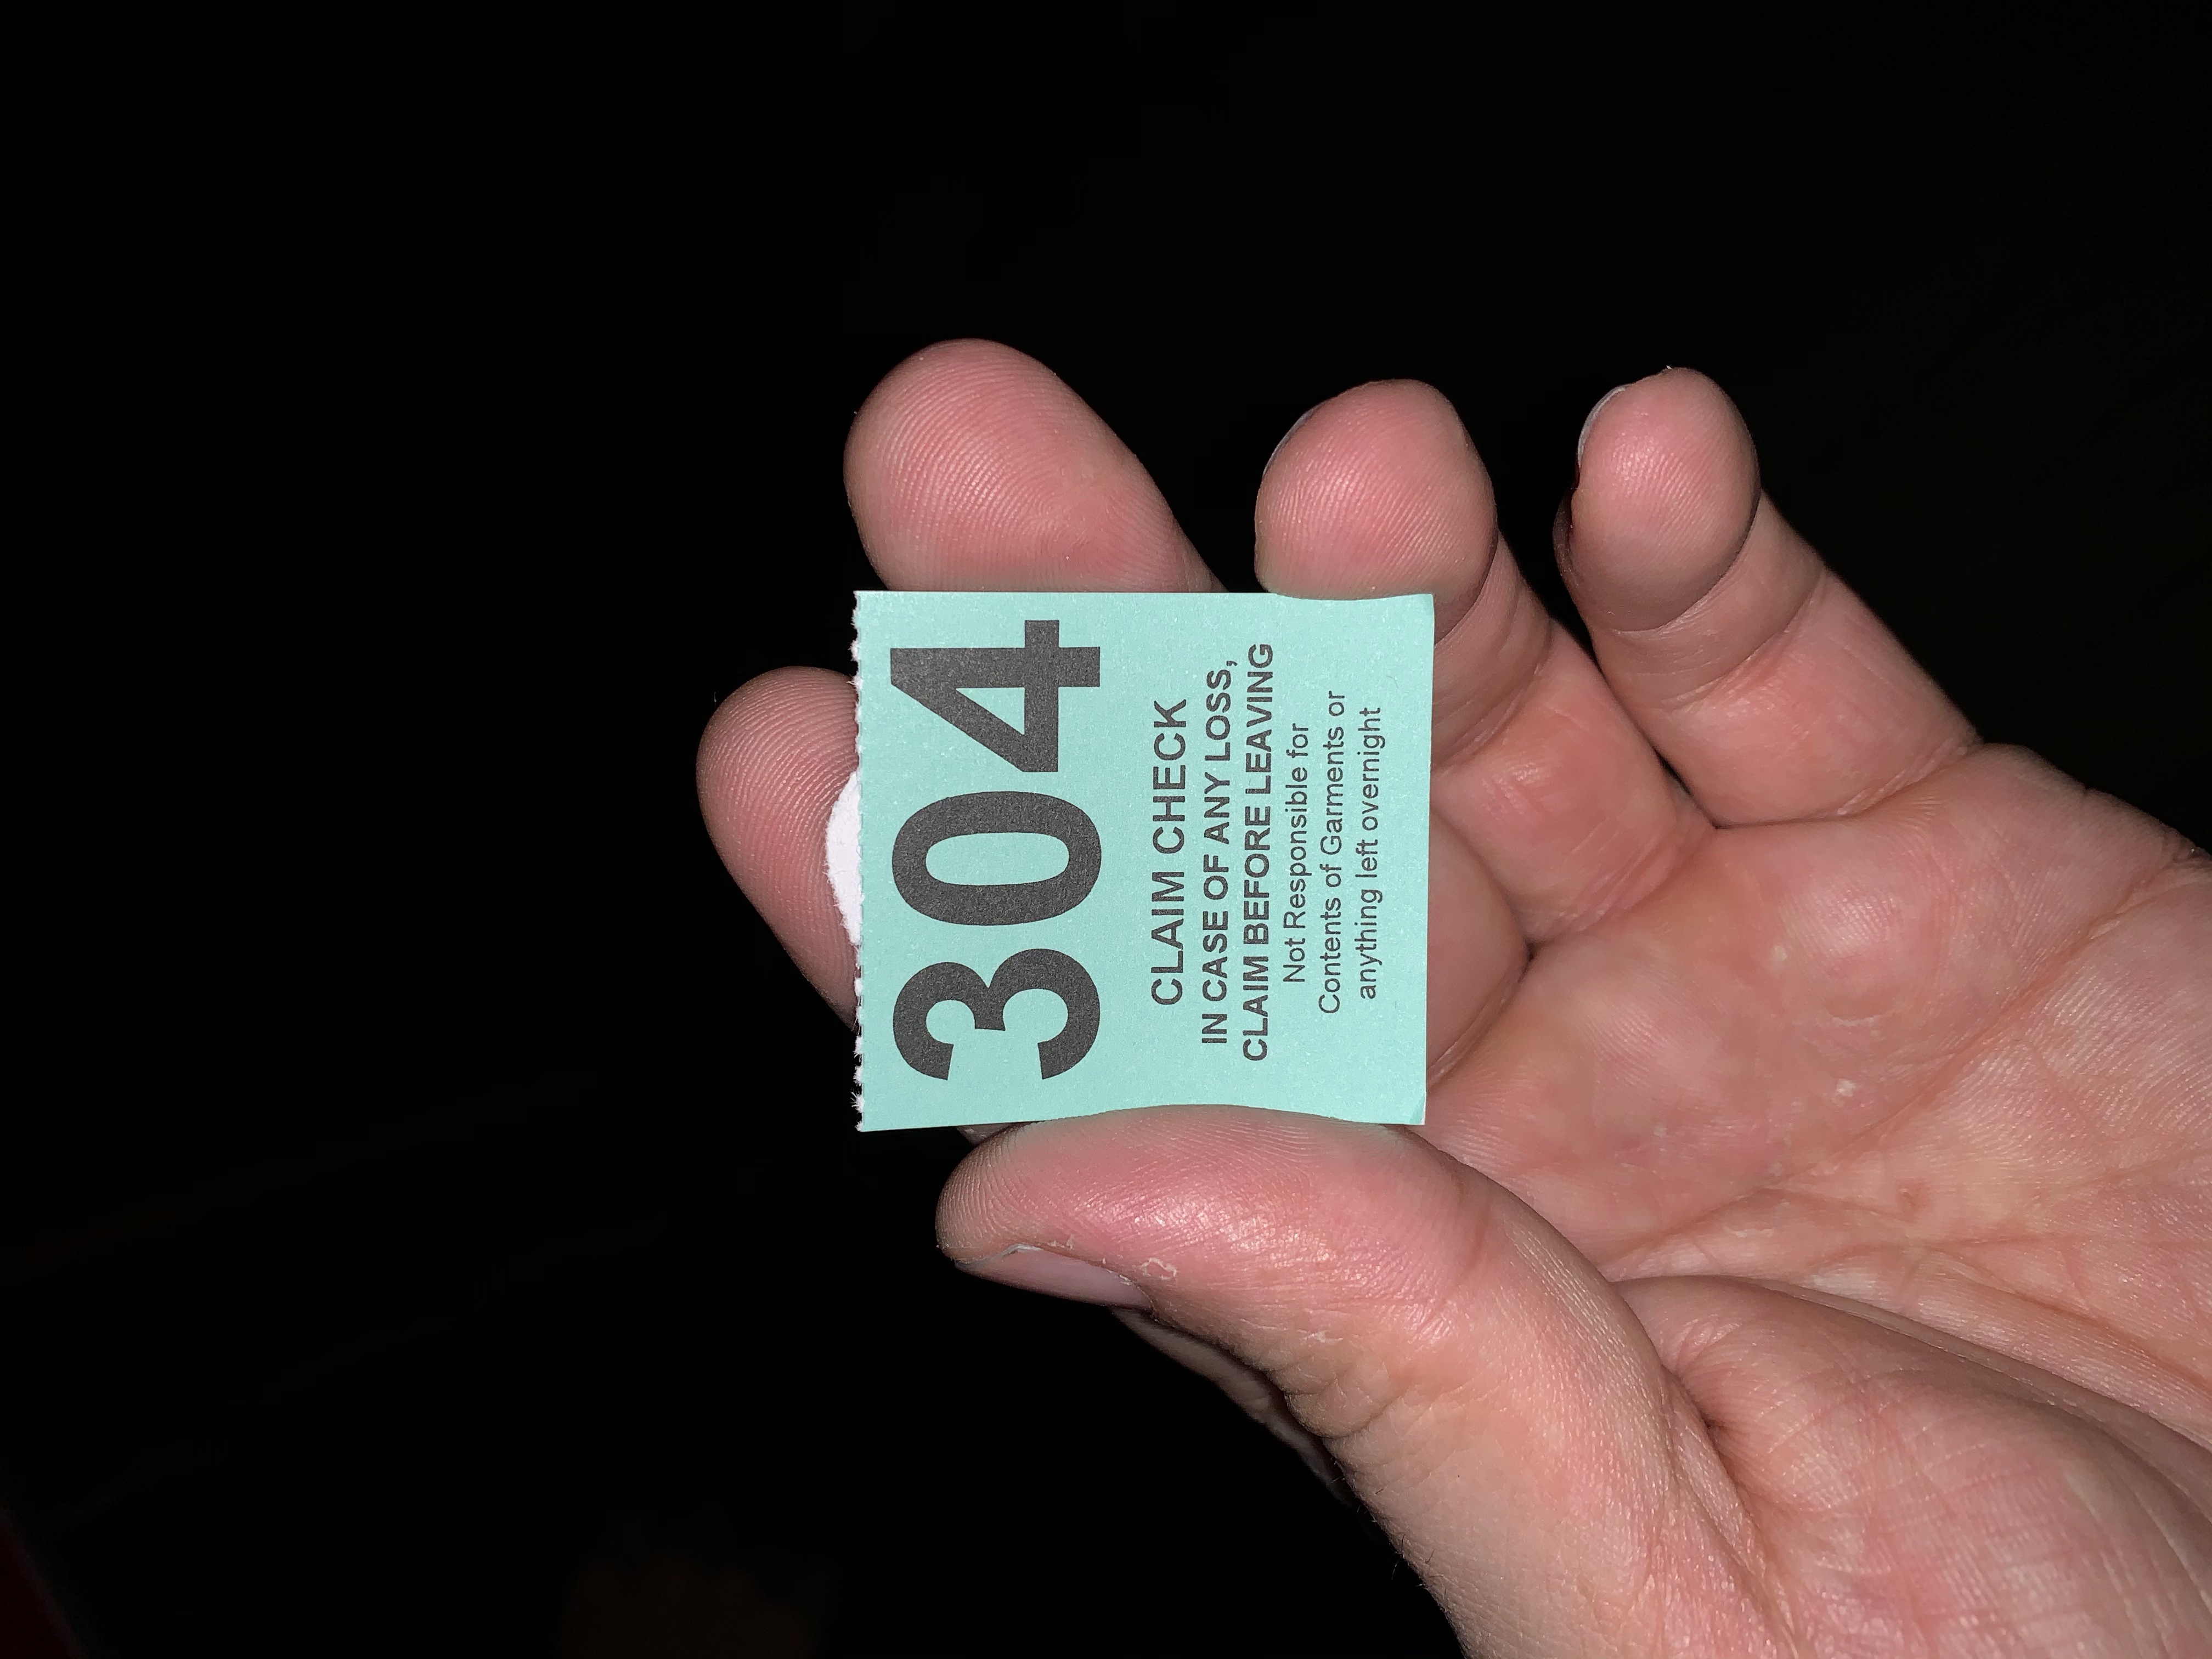 304
CLAIM CHECK
IN CASE OF ANY LOSS,
CLAIM BEFORE LEAVING
Not Responsible for
Contents of Garments or
anything left overnight